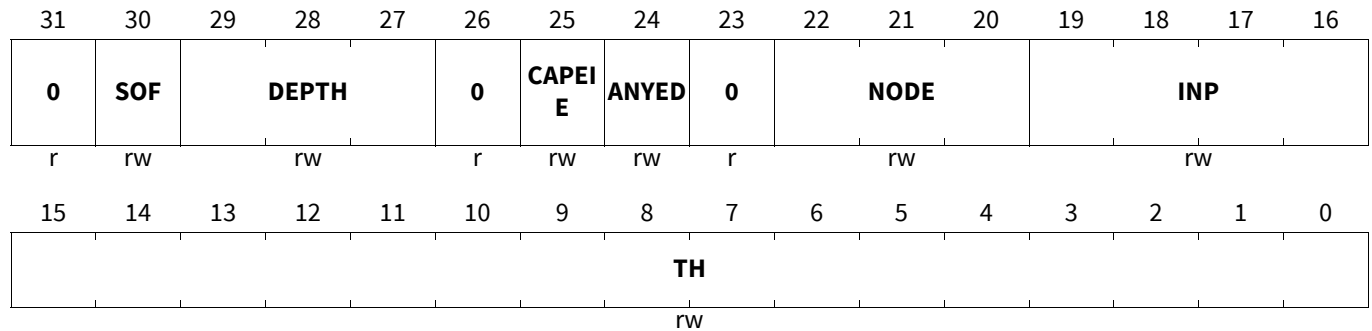 31 30 29 28 27 26 25 24 23 22 21 20 19 18 17 16
0 SOF DEPTH 0 CAPEI ANYED 0 NODE INP
E
r rw rw r rw rw r rw rw
15 14 13 12 11 10 9 8 7 6 5 4 3 2 1 0
TH
rw